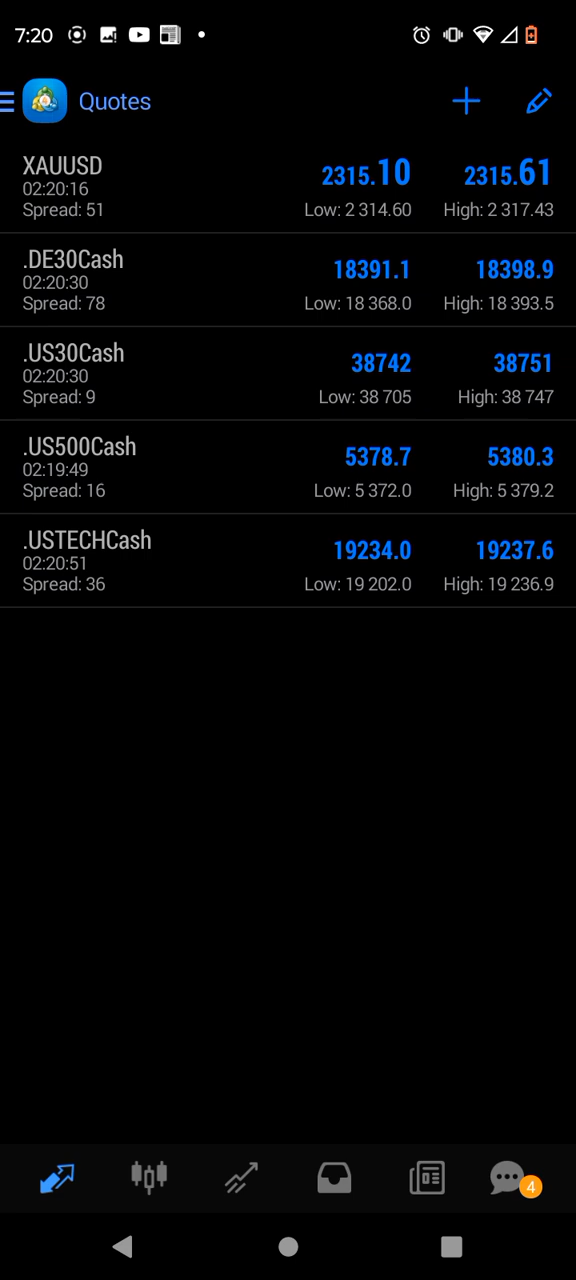 7:20
Quotes
XAUUSD
02:20:16
Spread: 51
2315.10
2315.61
Low: 2 314.60
High: 2 317.43
.DE30Cash
02:20:30
Spread: 78
18391.1
18398.9
Low: 18 368.0
High: 18 393.5
.US30Cash
02:20:30
Spread: 9
38742
38751
Low: 38 705
High: 38 747
.US500Cash
02:19:49
Spread: 16
5378.7
5380.3
Low: 5 372.0
High: 5 379.2
.USTECHCash
02:20:51
Spread: 36
19234.0
19237.6
Low: 19 202.0
High: 19 236.9
4